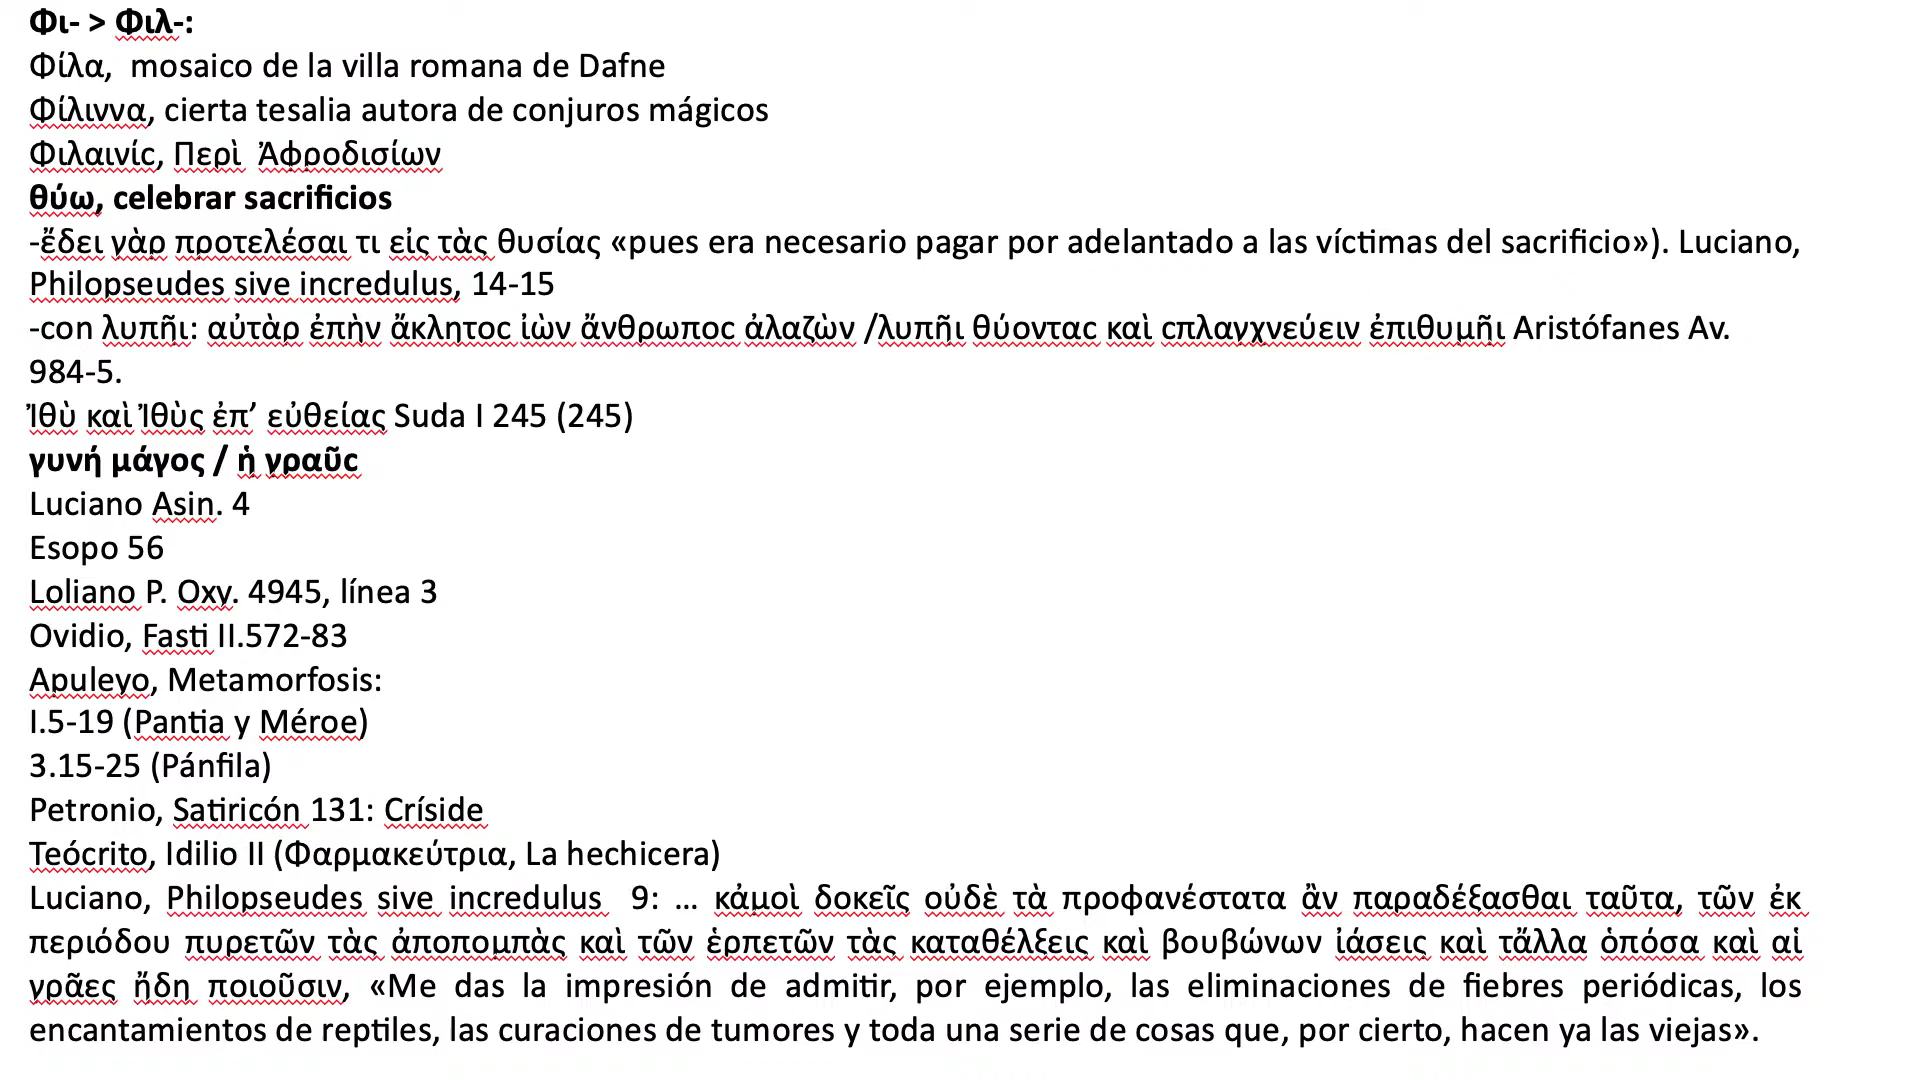 Φι- > Φιλ-:
Φίλα,  mosaico de la villa romana de Dafne
Φίλιννα, cierta tesalia autora de conjuros mágicos
Φιλαινίϲ, Περὶ  Ἀφροδισίων
θύω, celebrar sacrificios
-ἔδει γὰρ προτελέσαι τι εἰς τὰς θυσίας «pues era necesario pagar por adelantado a las víctimas del sacrificio»). Luciano,
Philopseudes sive incredulus, 14-15
-con λυπῆι: αὐτὰρ ἐπὴν ἄκλητοϲ ἰὼν ἄνθρωποϲ ἀλαζὼν /λυπῆι θύονταϲ καὶ ϲπλαγχνεύειν ἐπιθυμῆι Aristófanes Av.
984-5.
Ἰθὺ καὶ Ἰθὺς ἐπ’ εὐθείας Suda I 245 (245)
γυνή μάγος / ἡ γραῦϲ
Luciano Asin. 4
Esopo 56
Loliano P. Oxy. 4945, línea 3
Ovidio, Fasti II.572-83
Apuleyo, Metamorfosis:
I.5-19 (Pantia y Méroe)
3.15-25 (Pánfila)
Petronio, Satiricón 131: Críside
Teócrito, Idilio II (Φαρμακεύτρια, La hechicera)
Luciano, Philopseudes sive incredulus  9: ... κἀμοὶ δοκεῖς οὐδὲ τὰ προφανέστατα ἂν παραδέξασθαι ταῦτα, τῶν ἐκ
περιόδου πυρετῶν τὰς ἀποπομπὰς καὶ τῶν ἑρπετῶν τὰς καταθέλξεις καὶ βουβώνων ἰάσεις καὶ τἄλλα ὁπόσα καὶ αἱ
γρᾶες ἤδη ποιοῦσιν, «Me das la impresión de admitir, por ejemplo, las eliminaciones de fiebres periódicas, los
encantamientos de reptiles, las curaciones de tumores y toda una serie de cosas que, por cierto, hacen ya las viejas».